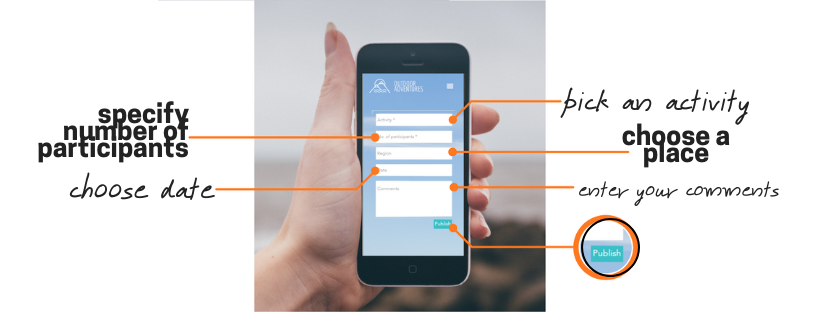 specify
number of
participants
choose date
OUTDOOR
ADVENTURES
Activity *
No. of participants *
Region
Comments
Publish
pick an activity
choose a
place
enter your comments
Publish